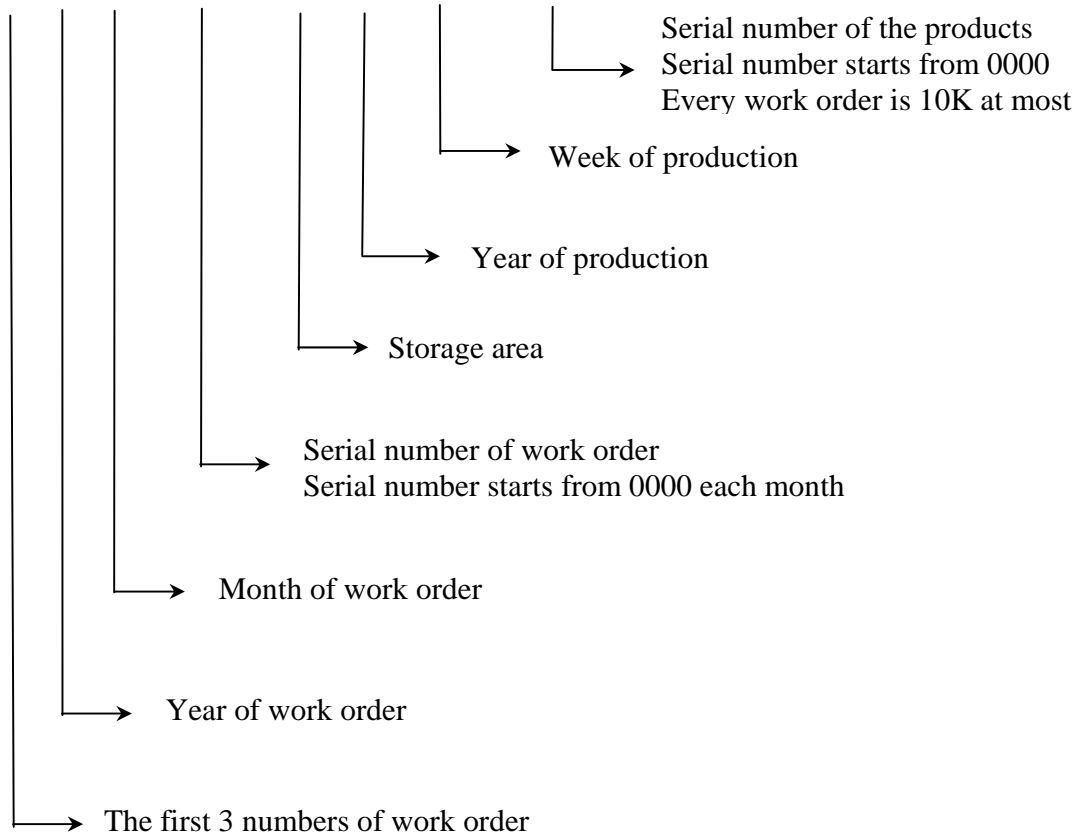 Serial number of the products
Serial number starts from 0000
Every work order is 10K at most
Week of production
Year of production
Storage area
Serial number of work order
Serial number starts from 0000 each month
Month of work order
Year of work order
The first 3 numbers of work order